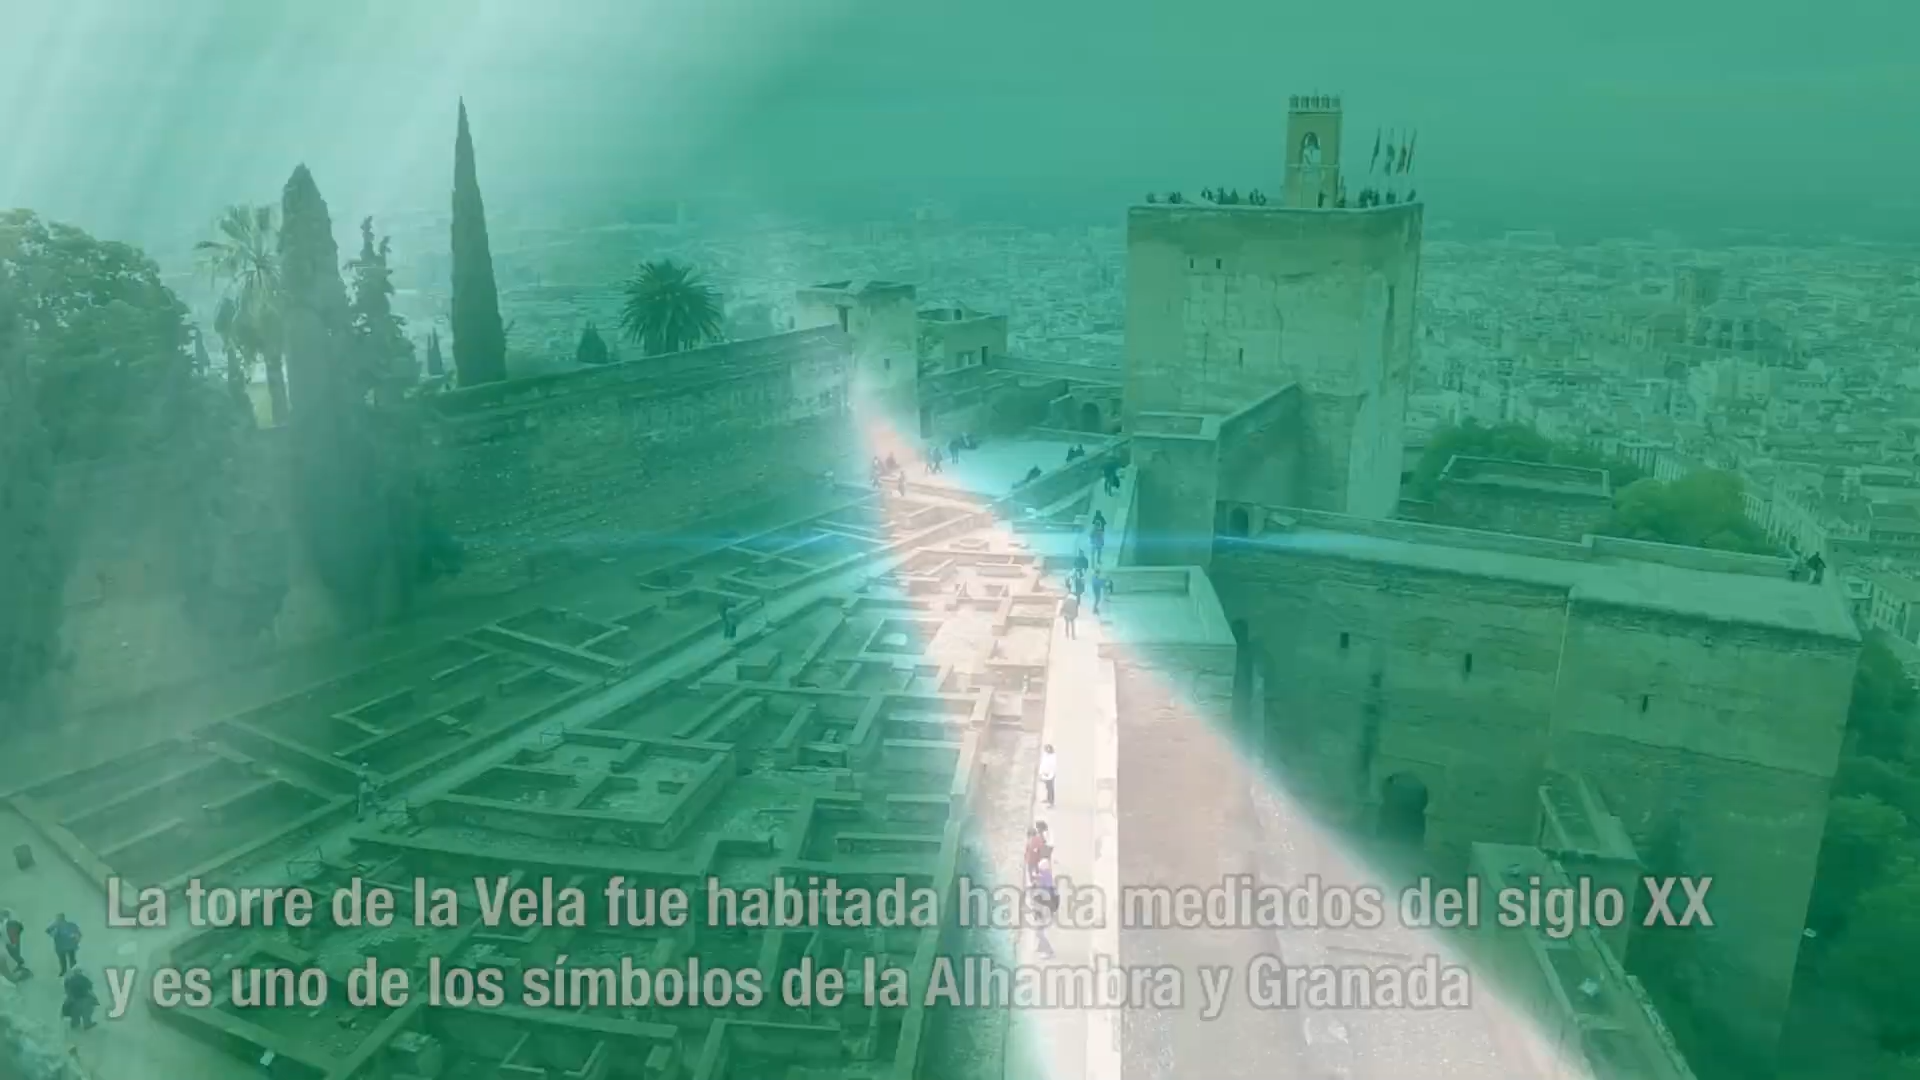 La torre de la Vela fue habitada hasta mediados del siglo XX
y es uno de los símbolos de la Alhambra y Granada